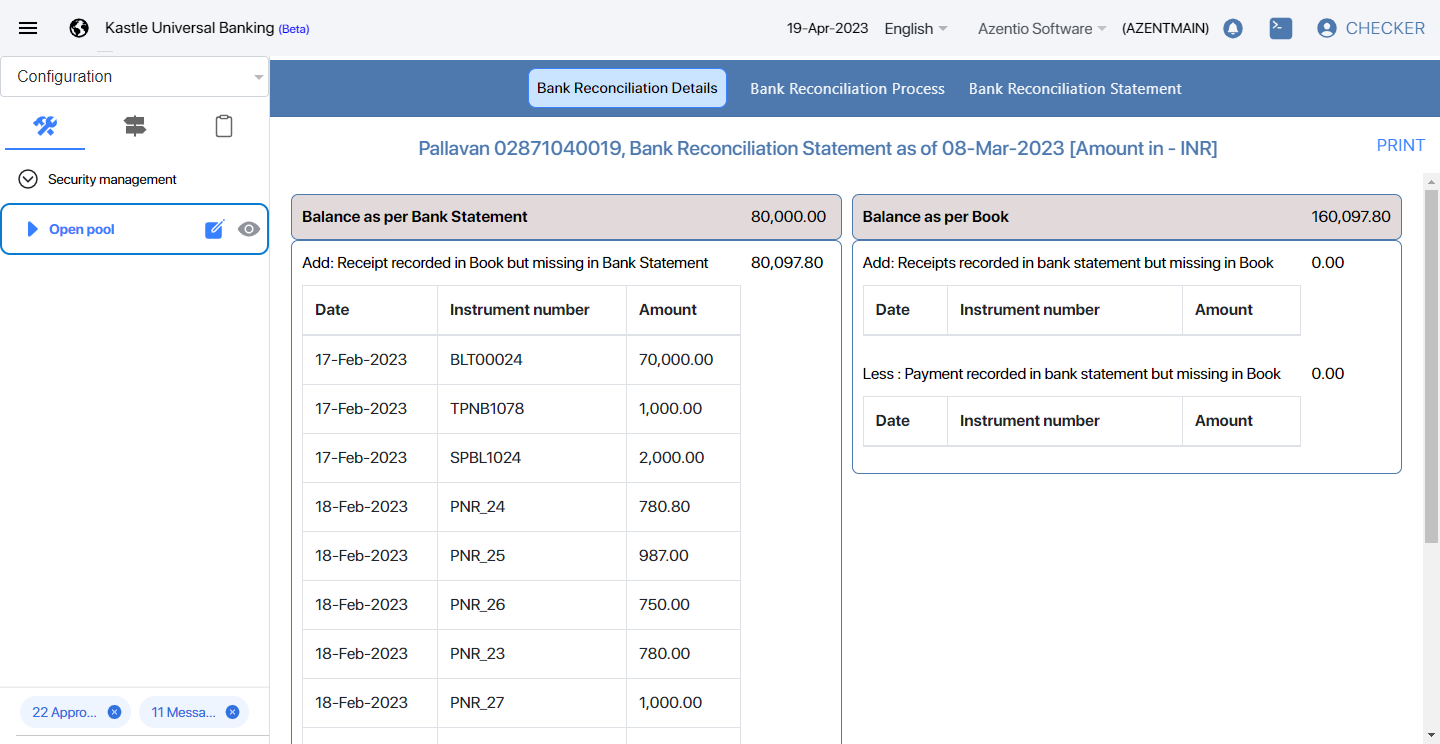 Kastle Universal Banking (Beta)
19-Apr-2023 English Azentio Software (AZENTMAIN) CHECKER
Configuration
Security management
Open pool
22 Appro...
11 Messa...
Bank Reconciliation Details Bank Reconciliation Process Bank Reconciliation Statement
Pallavan 02871040019, Bank Reconciliation Statement as of 08-Mar-2023 [Amount in - INR]
PRINT
Balance as per Bank Statement 80,000.00
Add: Receipt recorded in Book but missing in Bank Statement 80,097.80
Date Instrument number Amount
17-Feb-2023 BLT00024 70,000.00
17-Feb-2023 TPNB1078 1,000.00
17-Feb-2023 SPBL1024 2,000.00
18-Feb-2023 PNR_24 780.80
18-Feb-2023 PNR_25 987.00
18-Feb-2023 PNR_26 750.00
18-Feb-2023 PNR_23 780.00
18-Feb-2023 PNR_27 1,000.00
Balance as per Book 160,097.80
Add: Receipts recorded in bank statement but missing in Book 0.00
Date Instrument number Amount
Less : Payment recorded in bank statement but missing in Book 0.00
Date Instrument number Amount